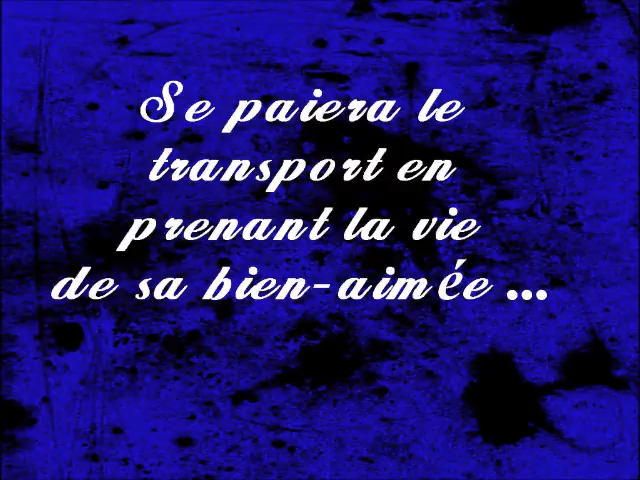 Se paiera le
transport en
prenant la vie
de sa bien-aimée ...